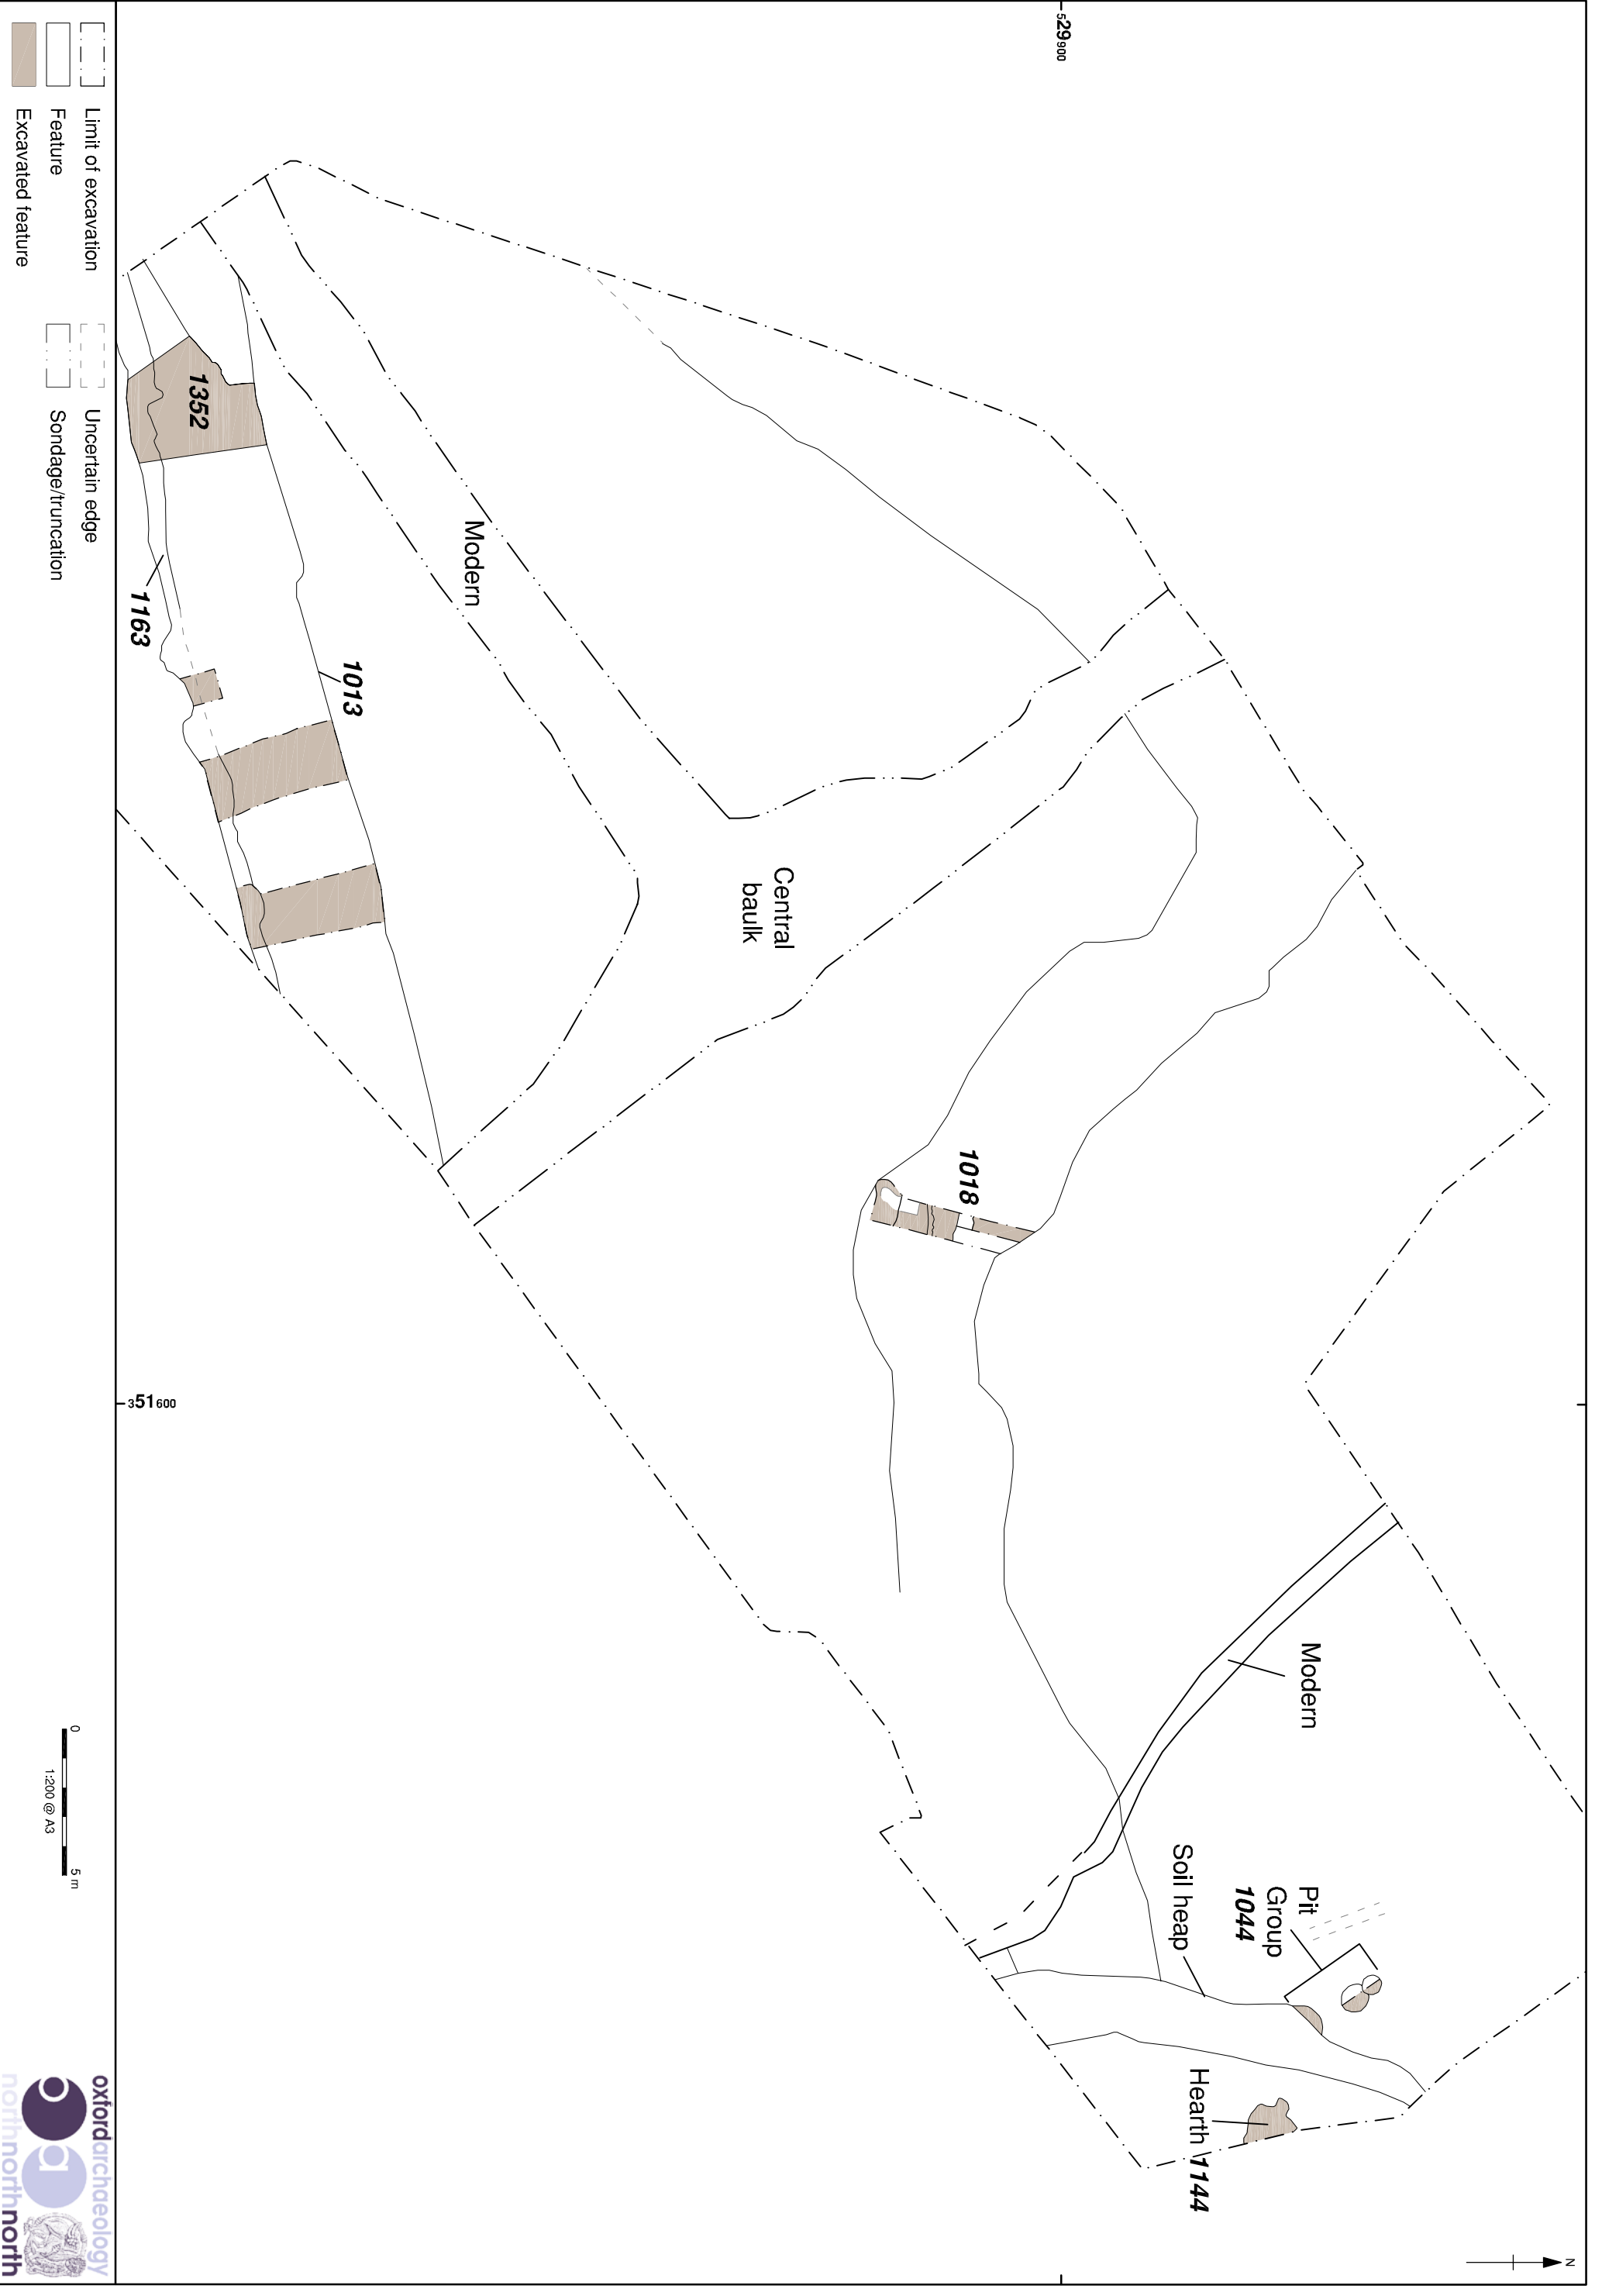 N
529900
351600
Modern
Central
baulk
1352
1163
1013
1018
Modern
Soil heap
Pit
Group
1044
Hearth 1144
Limit of excavation
Feature
Excavated feature
Uncertain edge
Sondage/truncation
0
5 m
1:200 @ A3
oxfordarchaeology
northnorthnorth